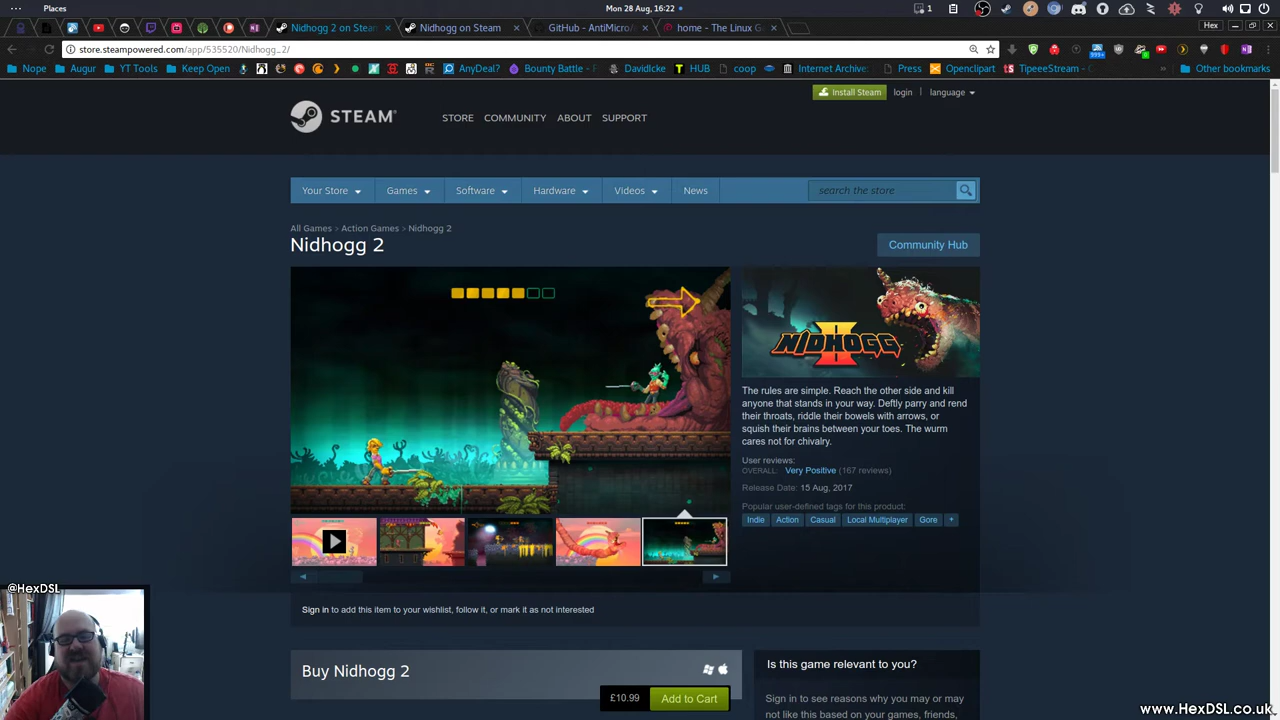 Places
Mon 28 Aug, 16:22
1
Nidhogg 2 on Steam
Nidhogg on Steam
GitHub - AntiMicro/
home - The Linux G
Hex
store.steampowered.com/app/535520/Nidhogg_2/
Nope
Augur
YT Tools
Keep Open
AnyDeal?
Bounty Battle -
DavidIcke
HUB
coop
Internet Archive
Press
Openclipart
TipeeeStream -
Other bookmarks
Install Steam
login
language
STEAM
STORE
COMMUNITY
ABOUT
SUPPORT
Your Store
Games
Software
Hardware
Videos
News
search the store
All Games > Action Games > Nidhogg 2
Nidhogg 2
Community Hub
NIDHOGG
II
The rules are simple. Reach the other side and kill
anyone that stands in your way. Deftly parry and rend
their throats, riddle their bowels with arrows, or
squish their brains between your toes. The wurm
cares not for chivalry.
User reviews:
OVERALL: Very Positive (167 reviews)
Release Date: 15 Aug, 2017
Popular user-defined tags for this product:
Indie
Action
Casual
Local Multiplayer
Gore
+
@HexDSL
Sign in to add this item to your wishlist, follow it, or mark it as not interested
Buy Nidhogg 2
£10.99
Add to Cart
Is this game relevant to you?
Sign in to see reasons why you may or may
not like this based on your games, friends,
www.HexDSL.co.uk